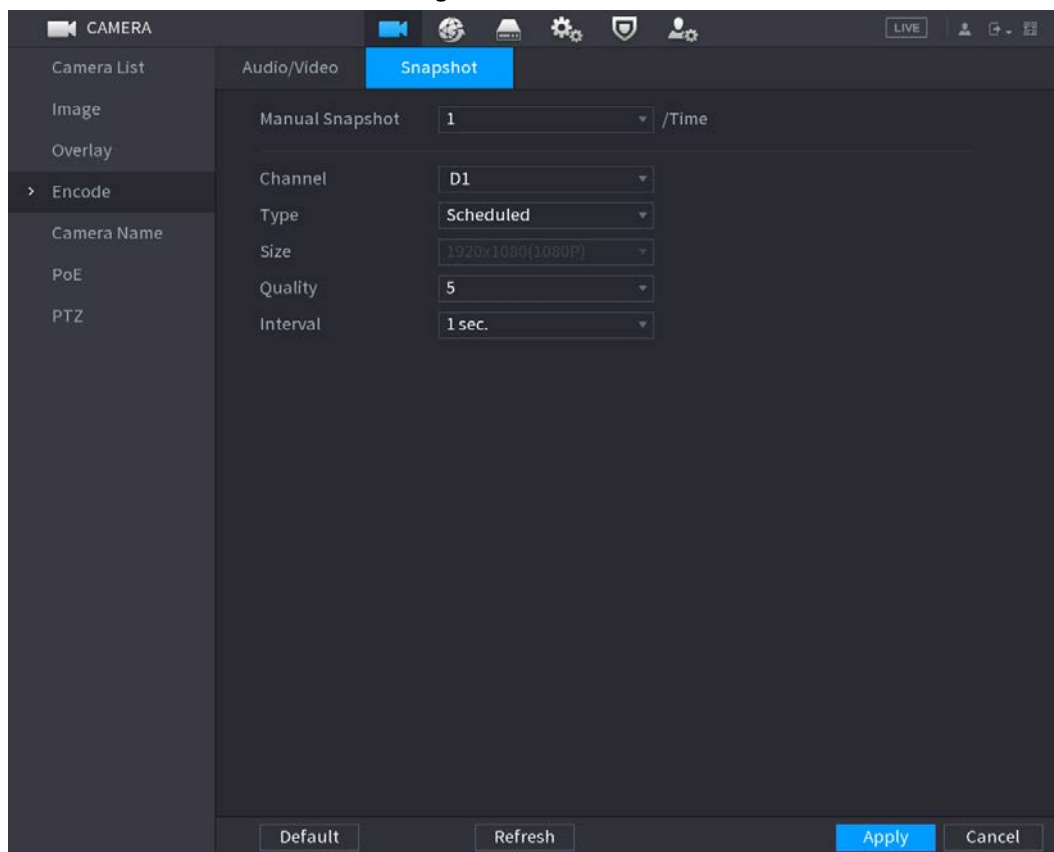 CAMERA
LIVE
Camera List
Image
Overlay
Encode
Camera Name
PoE
PTZ
Audio/Video
Snapshot
Manual Snapshot 1 /Time
Channel D1
Type Scheduled
Size 1920x1080(1080P)
Quality 5
Interval 1 sec.
Default
Refresh
Apply
Cancel